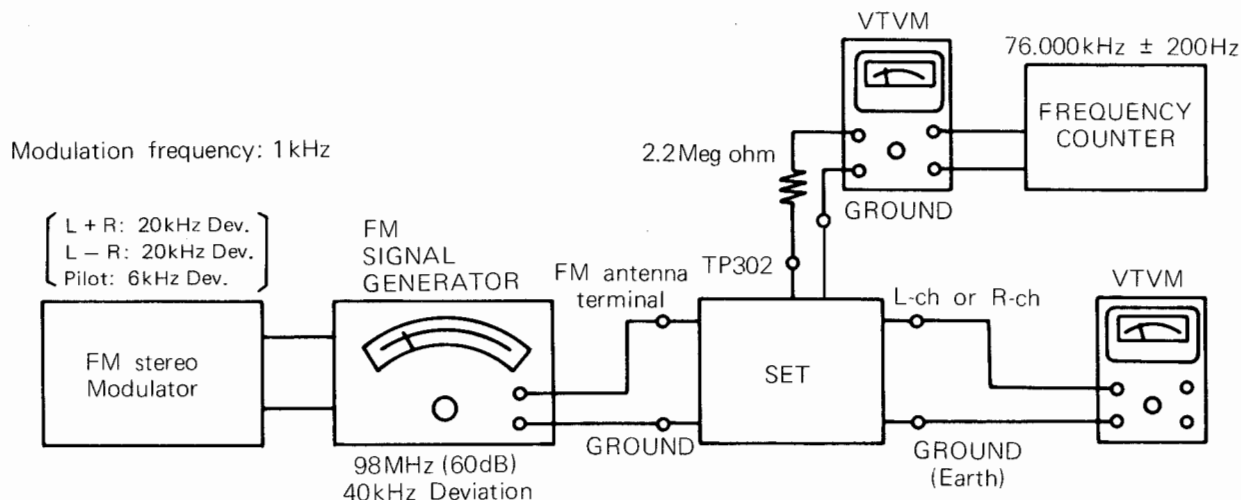 VTVM
76.000kHz ± 200Hz
FREQUENCY
COUNTER
Modulation frequency: 1kHz
2.2Meg ohm
GROUND
L + R: 20kHz Dev.
L – R: 20kHz Dev.
Pilot: 6kHz Dev.
FM
SIGNAL
GENERATOR
FM antenna
terminal
TP302
L-ch or R-ch
VTVM
FM stereo
Modulator
SET
GROUND
GROUND
(Earth)
98MHz (60dB)
40kHz Deviation